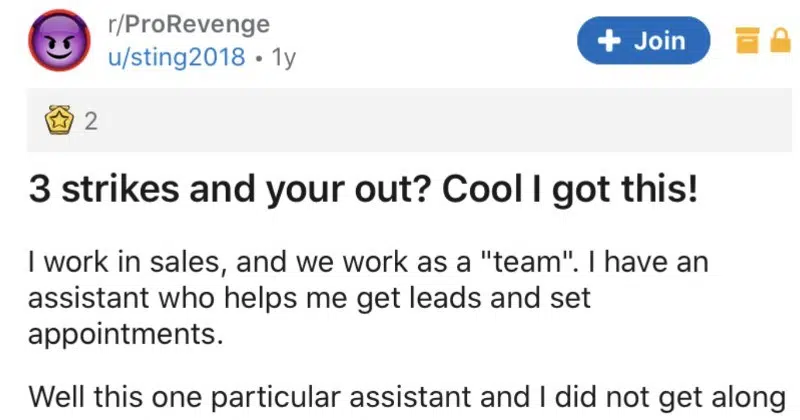 r/ProRevenge
u/sting2018 • 1y
+ Join
2
3 strikes and your out? Cool I got this!
I work in sales, and we work as a "team". I have an
assistant who helps me get leads and set
appointments.
Well this one particular assistant and I did not get along